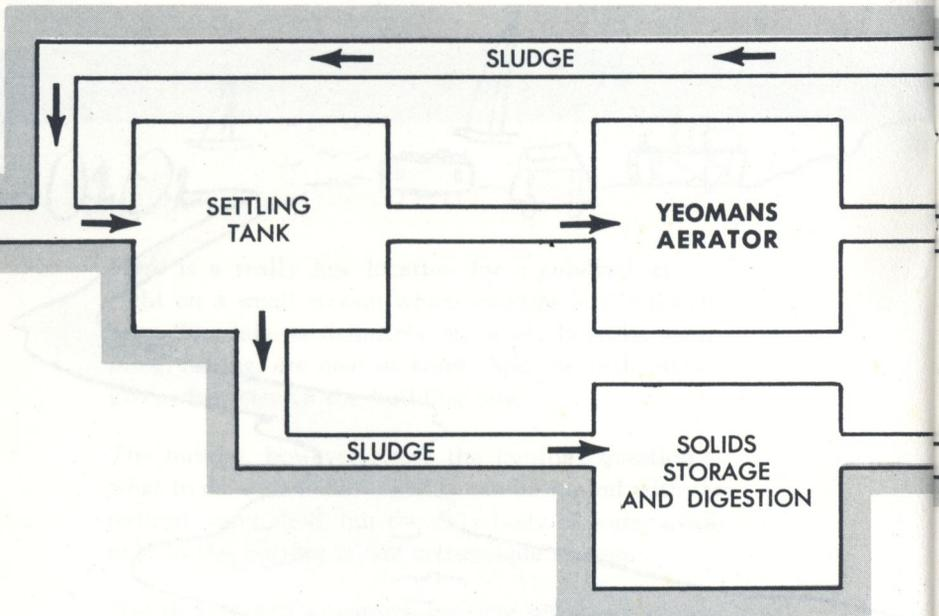 SLUDGE
SETTLING
TANK
YEOMANS
AERATOR
SLUDGE
SOLIDS
STORAGE
AND DIGESTION